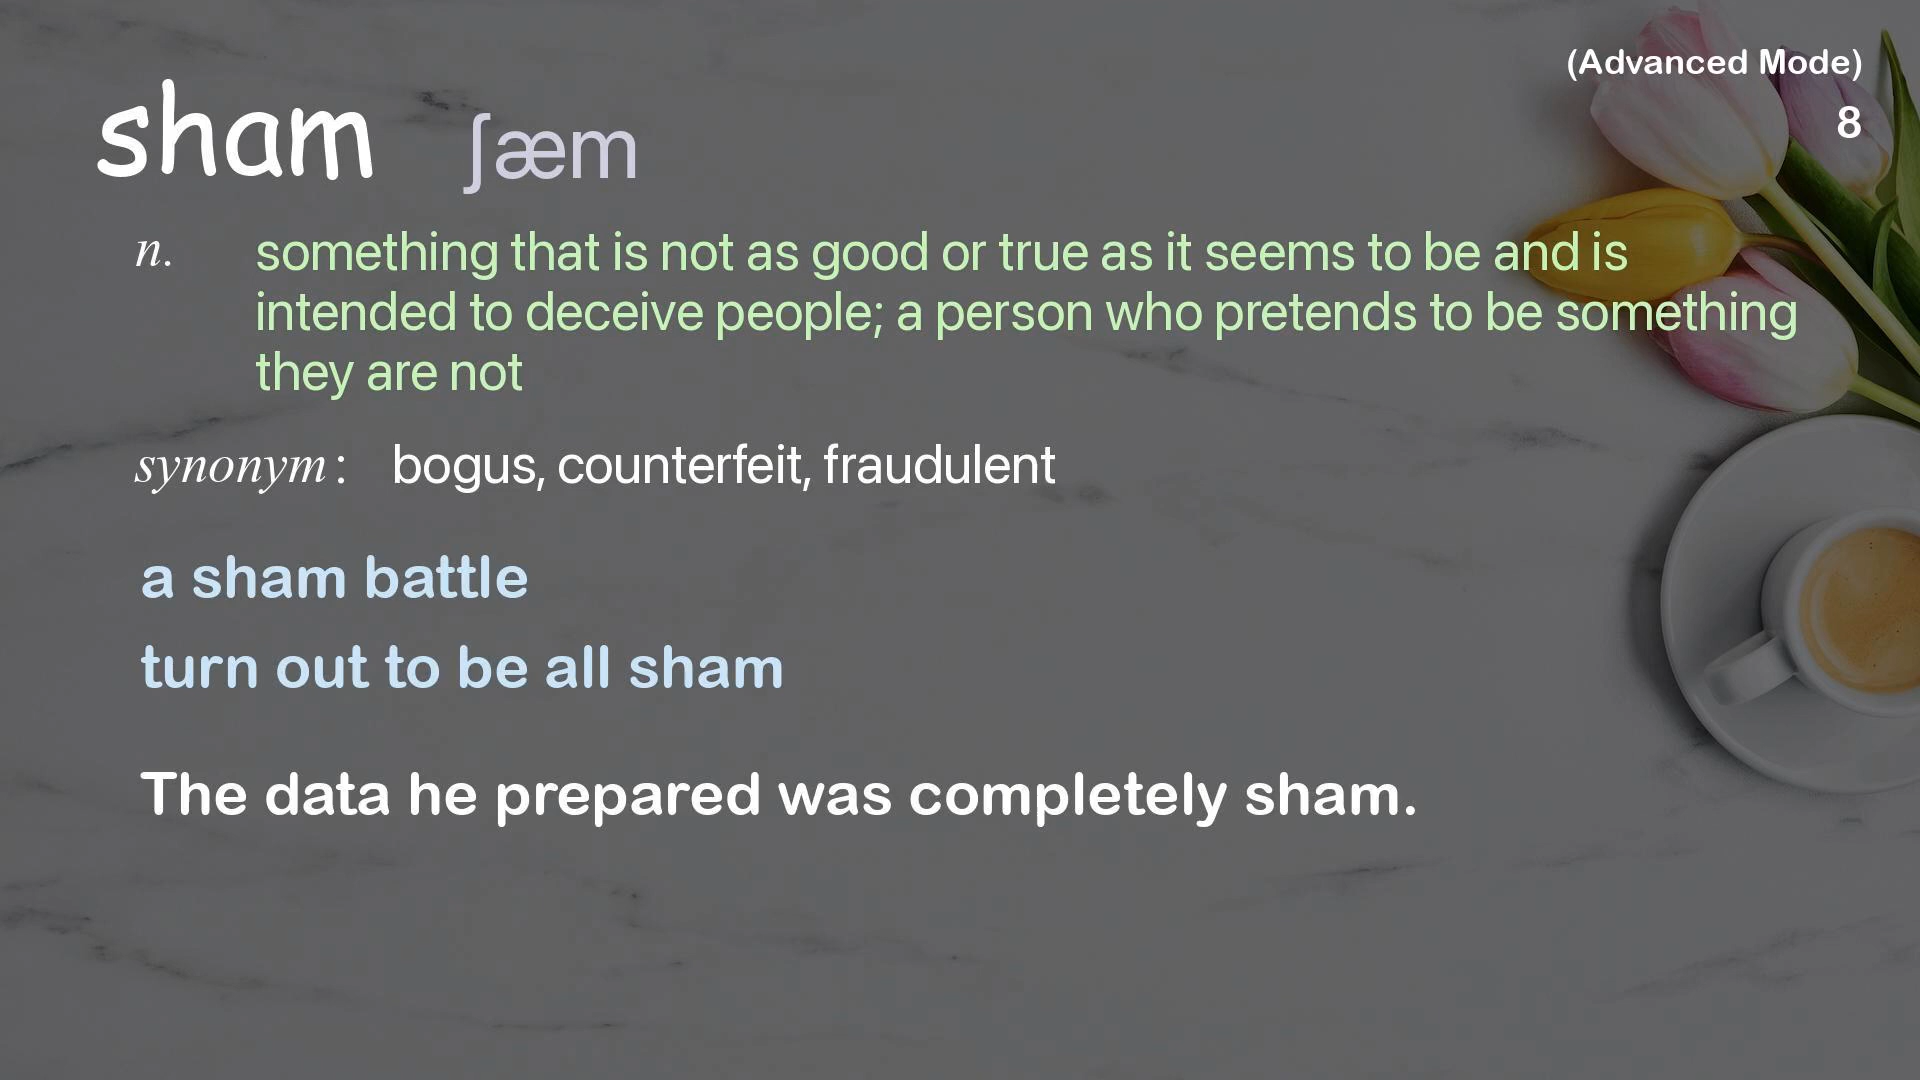 (Advanced Mode)
8
sham ʃæm
n. something that is not as good or true as it seems to be and is
intended to deceive people; a person who pretends to be something
they are not
synonym: bogus, counterfeit, fraudulent
a sham battle
turn out to be all sham
The data he prepared was completely sham.